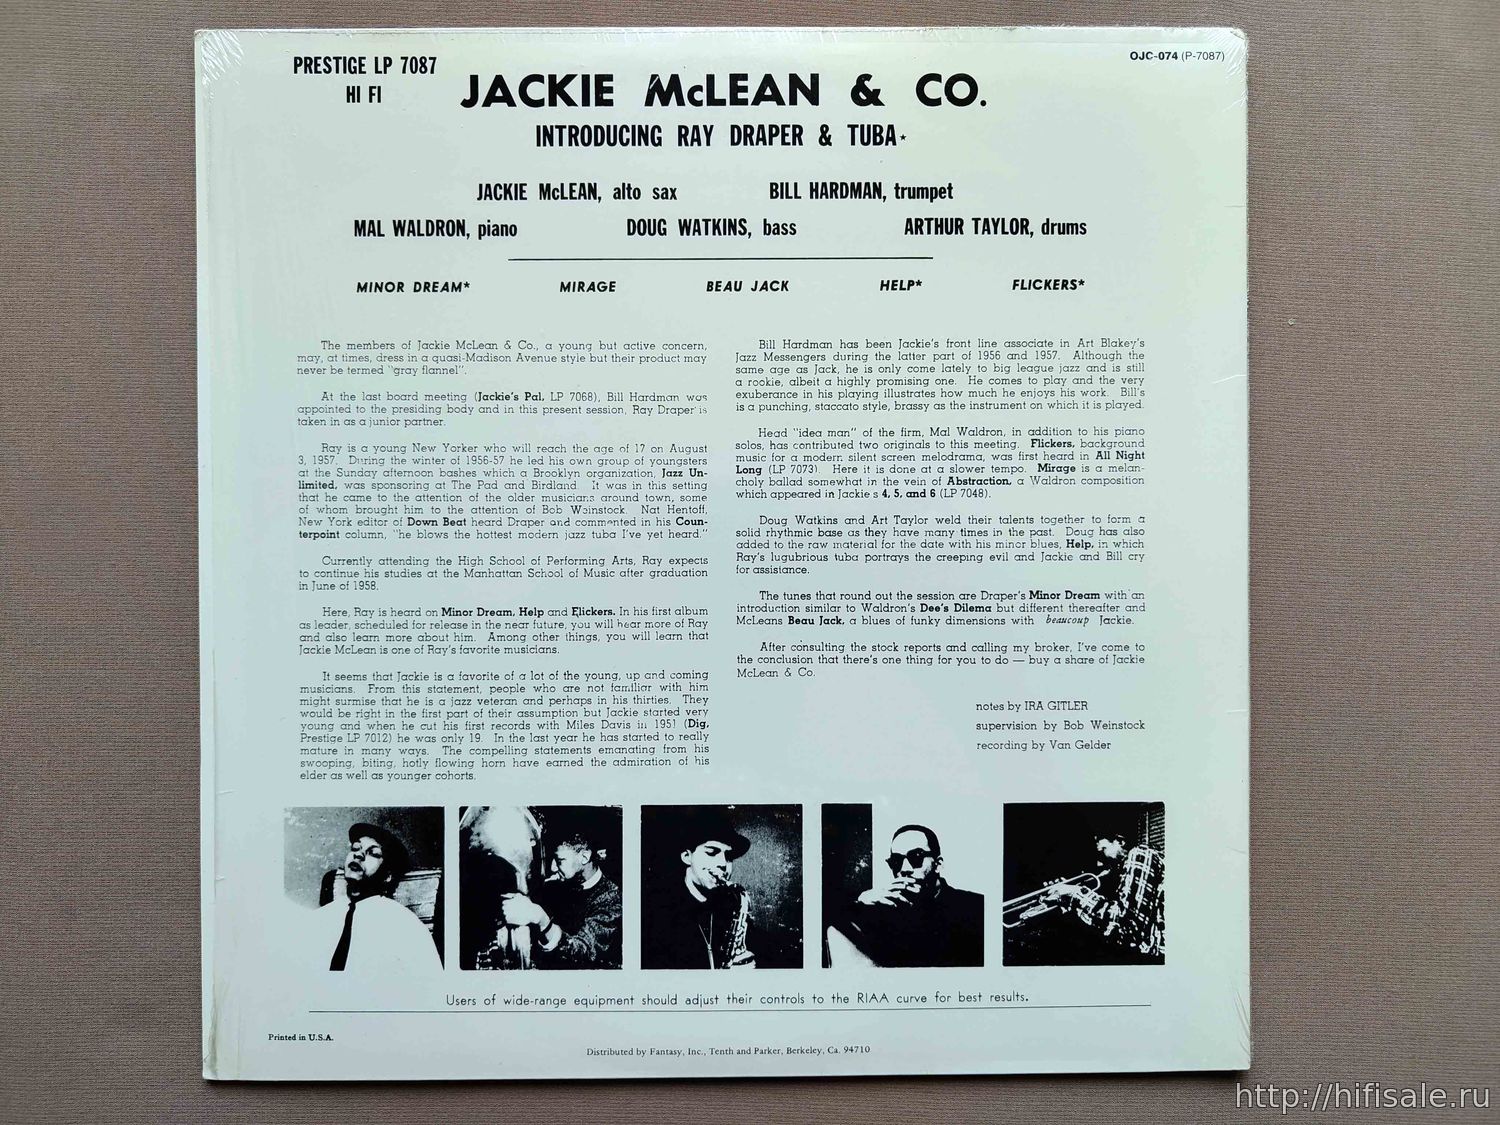 PRESTIGE LP 7087
HI FI
OJC-074 (P-7087)
JACKIE McLEAN & CO.
INTRODUCING RAY DRAPER & TUBA*
JACKIE McLEAN, alto sax BILL HARDMAN, trumpet
MAL WALDRON, piano DOUG WATKINS, bass ARTHUR TAYLOR, drums
MINOR DREAM* MIRAGE BEAU JACK HELP* FLICKERS*
The members of Jackie McLean & Co., a young but active concern,
may, at times, dress in a quasi-Madison Avenue style but their product may
never be termed "gray flannel".
At the last board meeting (Jackie's Pal, LP 7068), Bill Hardman was
appointed to the presiding body and in this present session, Ray Draper is
taken in as a junior partner.
Ray is a young New Yorker who will reach the age of 17 on August
3, 1957. During the winter of 1956-57 he led his own group of youngsters
at the Sunday afternoon bashes which a Brooklyn organization, Jazz Un-
limited, was sponsoring at The Pad and Birdland. It was in this setting
that he came to the attention of the older musicians around town, some
of whom brought him to the attention of Bob Weinstock. Nat Hentoff,
New York editor of Down Beat heard Draper and commented in his Coun-
terpoint column, "he blows the hottest modern jazz tuba I've yet heard."
Currently attending the High School of Performing Arts, Ray expects
to continue his studies at the Manhattan School of Music after graduation
in June of 1958.
Here, Ray is heard on Minor Dream, Help and Flickers. In his first album
as leader, scheduled for release in the near future, you will hear more of Ray
and also learn more about him. Among other things, you will learn that
Jackie McLean is one of Ray's favorite musicians.
It seems that Jackie is a favorite of a lot of the young, up and coming
musicians. From this statement, people who are not familiar with him
might surmise that he is a jazz veteran and perhaps in his thirties. They
would be right in the first part of their assumption but Jackie started very
young and when he cut his first records with Miles Davis in 1951 (Dig,
Prestige LP 7012) he was only 19. In the last year he has started to really
mature in many ways. The compelling statements emanating from his
swooping, biting, hotly flowing horn have earned the admiration of his
elder as well as younger cohorts.
Bill Hardman has been Jackie's front line associate in Art Blakey's
Jazz Messengers during the latter part of 1956 and 1957. Although the
same age as Jack, he is only come lately to big league jazz and is still
a rookie, albeit a highly promising one. He comes to play and the very
exuberance in his playing illustrates how much he enjoys his work. Bill's
is a punching, staccato style, brassy as the instrument on which it is played.
Head "idea man" of the firm, Mal Waldron, in addition to his piano
solos, has contributed two originals to this meeting. Flickers, background
music for a modern silent screen melodrama, was first heard in All Night
Long (LP 7073). Here it is done at a slower tempo. Mirage is a melan-
choly ballad somewhat in the vein of Abstraction, a Waldron composition
which appeared in Jackie s 4, 5, and 6 (LP 7048).
Doug Watkins and Art Taylor weld their talents together to form a
solid rhythmic base as they have many times in the past. Doug has also
added to the raw material for the date with his minor blues, Help, in which
Ray's lugubrious tuba portrays the creeping evil and Jackie and Bill cry
for assistance.
The tunes that round out the session are Draper's Minor Dream with an
introduction similar to Waldron's Dee's Dilema but different thereafter and
McLeans Beau Jack, a blues of funky dimensions with beaucoup Jackie.
After consulting the stock reports and calling my broker, I've come to
the conclusion that there's one thing for you to do — buy a share of Jackie
McLean & Co.
notes by IRA GITLER
supervision by Bob Weinstock
recording by Van Gelder
Users of wide-range equipment should adjust their controls to the RIAA curve for best results.
Printed in U.S.A.
Distributed by Fantasy, Inc., Tenth and Parker, Berkeley, Ca. 94710
http://hifisale.ru